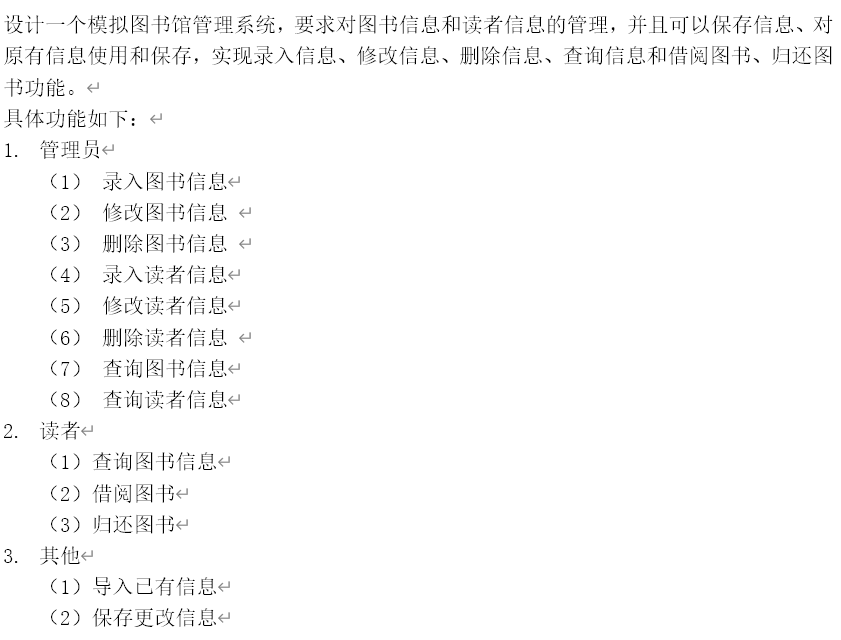 设计一个模拟图书馆管理系统，要求对图书信息和读者信息的管理，并且可以保存信息、对
原有信息使用和保存，实现录入信息、修改信息、删除信息、查询信息和借阅图书、归还图
书功能。
具体功能如下：
1. 管理员
（1） 录入图书信息
（2） 修改图书信息
（3） 删除图书信息
（4） 录入读者信息
（5） 修改读者信息
（6） 删除读者信息
（7） 查询图书信息
（8） 查询读者信息
2. 读者
（1）查询图书信息
（2）借阅图书
（3）归还图书
3. 其他
（1）导入已有信息
（2）保存更改信息